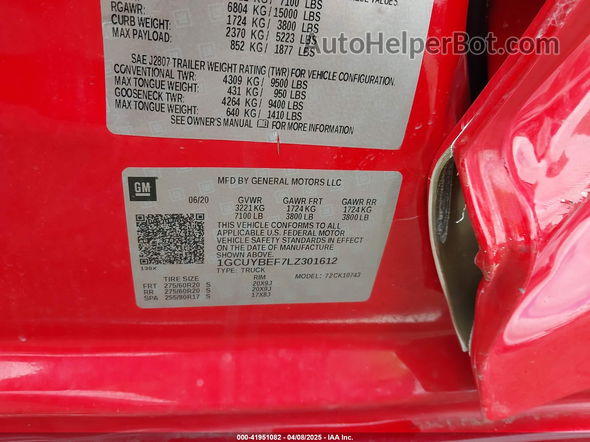 VALUES.
7100 LBS
RGAWR: 6804 KG / 15000 LBS
CURB WEIGHT: 1724 KG / 3800 LBS
MAX PAYLOAD: 2370 KG / 5223 LBS
852 KG / 1877 LBS
AutoHelperBot.com
SAE J2807 TRAILER WEIGHT RATING (TWR) FOR VEHICLE CONFIGURATION
CONVENTIONAL TWR: 4309 KG / 9500 LBS
MAX TONGUE WEIGHT: 431 KG / 950 LBS
GOOSENECK TWR: 4264 KG / 9400 LBS
MAX TONGUE WEIGHT: 640 KG / 1410 LBS
SEE OWNER'S MANUAL FOR MORE INFORMATION
GM
MFD BY GENERAL MOTORS LLC
06/20 GVWR GAWR FRT GAWR RR
3221 KG 1724 KG 1724 KG
7100 LB 3800 LB 3800 LB
THIS VEHICLE CONFORMS TO ALL
APPLICABLE U.S. FEDERAL MOTOR
VEHICLE SAFETY STANDARDS IN
EFFECT ON THE DATE OF MANUFACTURE
SHOWN ABOVE.
1GCUYBEF7LZ301612
TYPE: TRUCK MODEL: 72CK10743
TIRE SIZE RIM
FRT 275/60R20 S 20X9J
RR 275/60R20 S 20X9J
SPA 255/80R17 S 17X8J
000-41951082 - 04/08/2025 - IAA Inc.